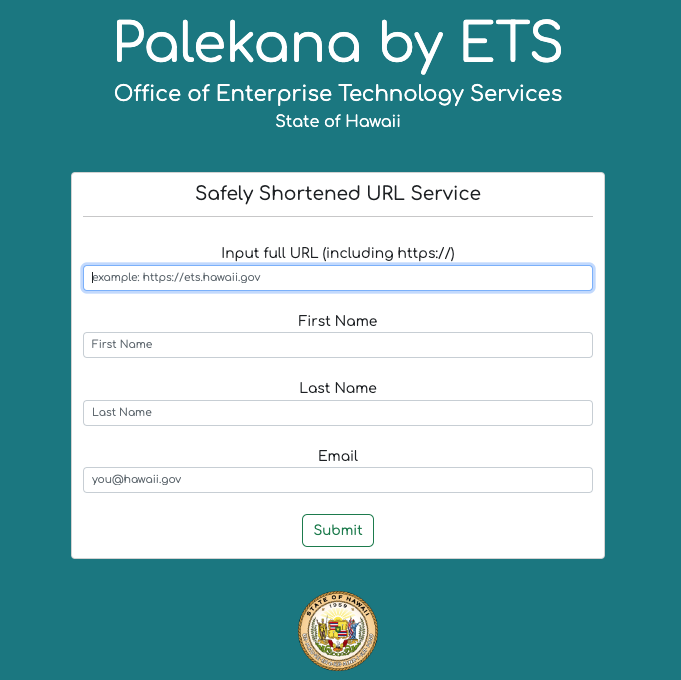 Palekana by ETS
Office of Enterprise Technology Services
State of Hawaii
Safely Shortened URL Service
Input full URL (including https://)
example: https://ets.hawaii.gov
First Name
First Name
Last Name
Last Name
Email
you@hawaii.gov
Submit
STATE OF HAWAII
1959